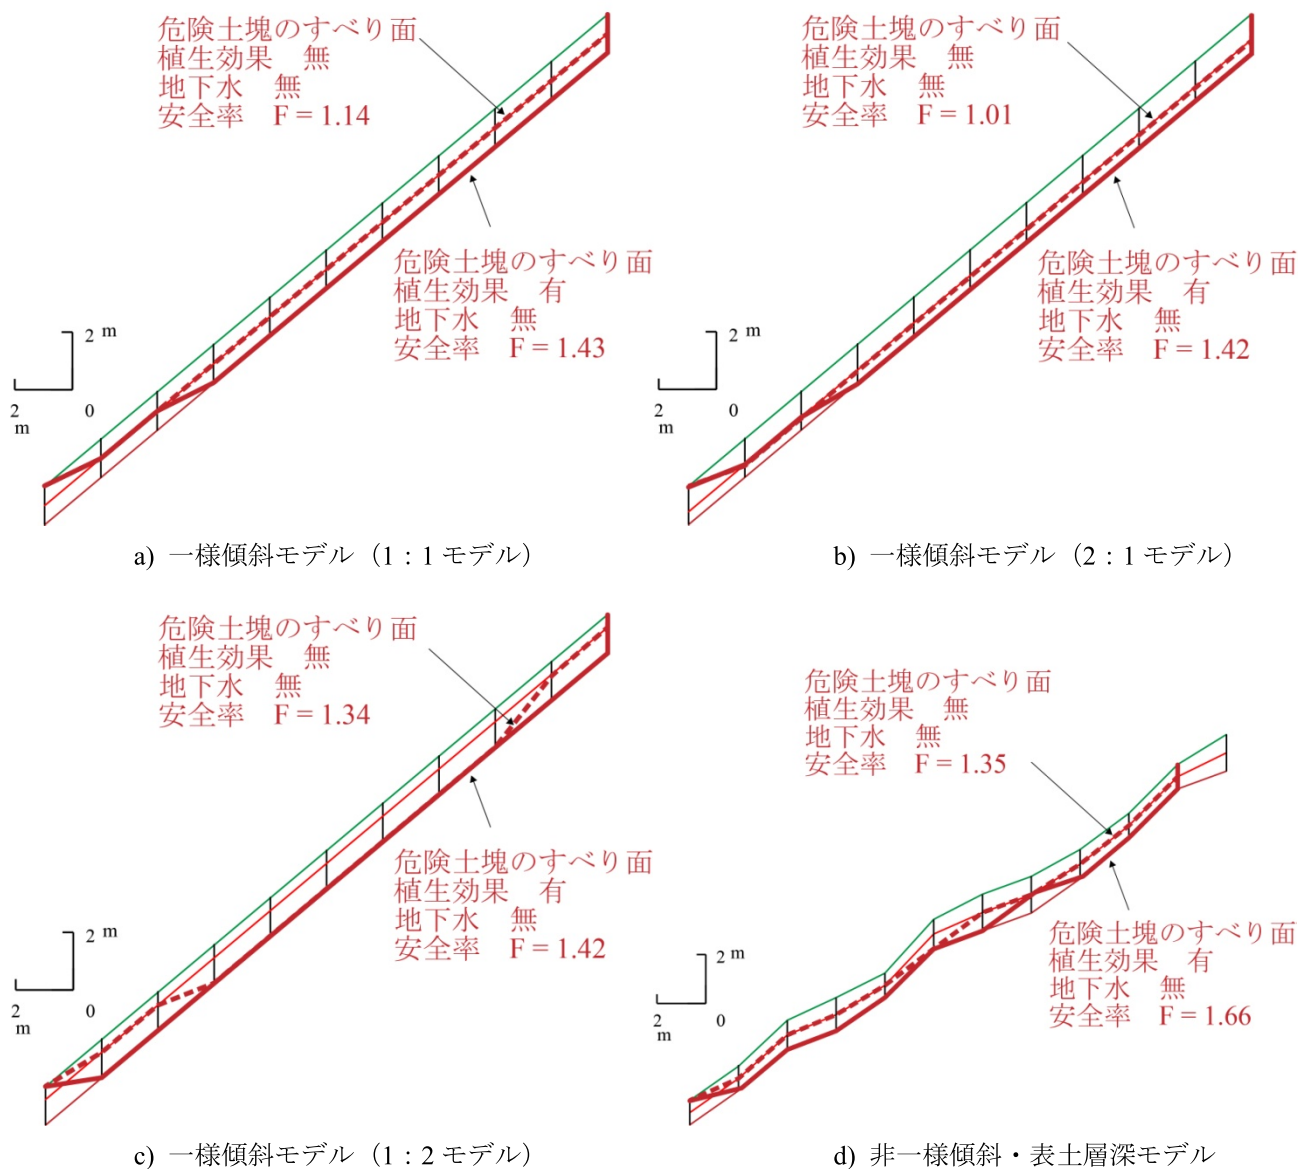 危険土塊のすべり面
植生効果 無
地下水 無
安全率 F = 1.14
危険土塊のすべり面
植生効果 有
地下水 無
安全率 F = 1.43
2 m
2
m
0
a) 一様傾斜モデル（1：1 モデル）
危険土塊のすべり面
植生効果 無
地下水 無
安全率 F = 1.01
危険土塊のすべり面
植生効果 有
地下水 無
安全率 F = 1.42
2 m
2
m
0
b) 一様傾斜モデル（2：1 モデル）
危険土塊のすべり面
植生効果 無
地下水 無
安全率 F = 1.34
危険土塊のすべり面
植生効果 有
地下水 無
安全率 F = 1.42
2 m
2
m
0
c) 一様傾斜モデル（1：2 モデル）
危険土塊のすべり面
植生効果 無
地下水 無
安全率 F = 1.35
危険土塊のすべり面
植生効果 有
地下水 無
安全率 F = 1.66
2 m
2
m
0
d) 非一様傾斜・表土層深モデル